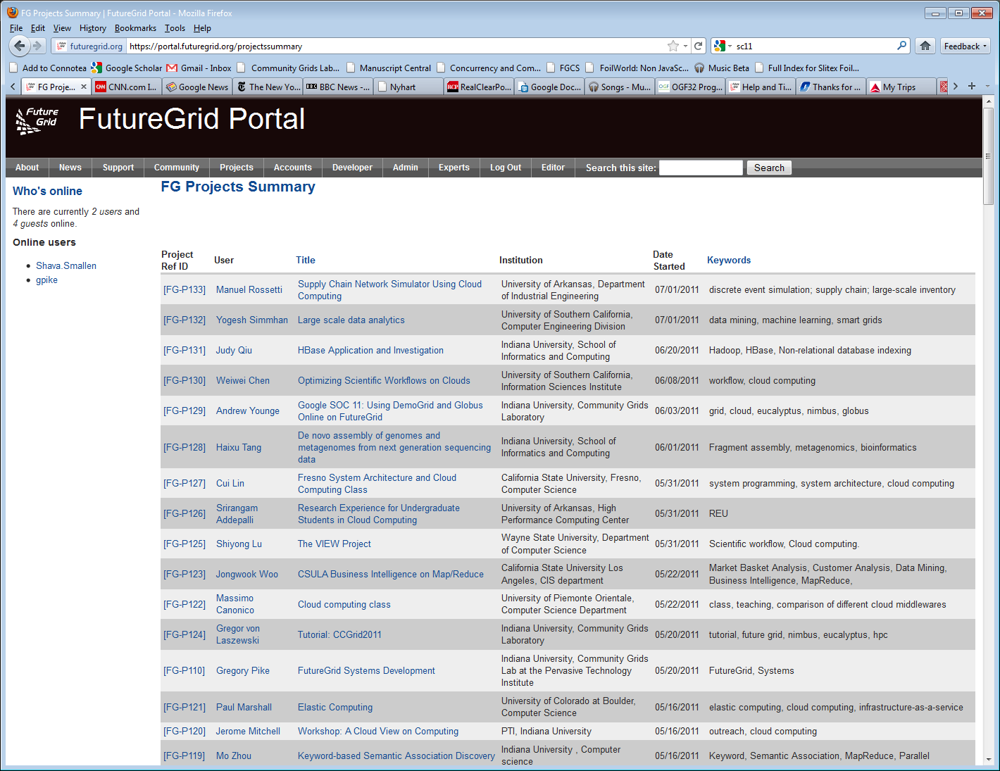 FG Projects Summary | FutureGrid Portal - Mozilla Firefox
File Edit View History Bookmarks Tools Help
futuregrid.org https://portal.futuregrid.org/projectssummary sc11 Feedback
Add to Connotea Google Scholar Gmail - Inbox Community Grids Lab... Manuscript Central Concurrency and Com... FGCS FoilWorld: Non JavaSc... Music Beta Full Index for Slitex Foil...
FG Proje... CNN.com I... Google News The New Yo... BBC News -... Nyhart RealClearPo... Google Doc... Songs - Mu... OGF32 Prog... Help and Ti... Thanks for ... My Trips
Future
Grid
FutureGrid Portal
About News Support Community Projects Accounts Developer Admin Experts Log Out Editor Search this site: Search
Who's online
There are currently 2 users and
4 guests online.
Online users
Shava.Smallen
gpike
FG Projects Summary
Project
Ref ID
User
Title
Institution
Date
Started
Keywords
[FG-P133]
Manuel Rossetti
Supply Chain Network Simulator Using Cloud
Computing
University of Arkansas, Department
of Industrial Engineering
07/01/2011
discrete event simulation; supply chain; large-scale inventory
[FG-P132]
Yogesh Simmhan
Large scale data analytics
University of Southern California,
Computer Engineering Division
07/01/2011
data mining, machine learning, smart grids
[FG-P131]
Judy Qiu
HBase Application and Investigation
Indiana University, School of
Informatics and Computing
06/20/2011
Hadoop, HBase, Non-relational database indexing
[FG-P130]
Weiwei Chen
Optimizing Scientific Workflows on Clouds
University of Southern California,
Information Sciences Institute
06/08/2011
workflow, cloud computing
[FG-P129]
Andrew Younge
Google SOC 11: Using DemoGrid and Globus
Online on FutureGrid
Indiana University, Community Grids
Laboratory
06/03/2011
grid, cloud, eucalyptus, nimbus, globus
[FG-P128]
Haixu Tang
De novo assembly of genomes and
metagenomes from next generation sequencing
data
Indiana University, School of
Informatics and Computing
06/01/2011
Fragment assembly, metagenomics, bioinformatics
[FG-P127]
Cui Lin
Fresno System Architecture and Cloud
Computing Class
California State University, Fresno,
Computer Science
05/31/2011
system programming, system architecture, cloud computing
[FG-P126]
Srirangam
Addepalli
Research Experience for Undergraduate
Students in Cloud Computing
University of Arkansas, High
Performance Computing Center
05/31/2011
REU
[FG-P125]
Shiyong Lu
The VIEW Project
Wayne State University, Department
of Computer Science
05/31/2011
Scientific workflow, Cloud computing.
[FG-P123]
Jongwook Woo
CSULA Business Intelligence on Map/Reduce
California State University Los
Angeles, CIS department
05/22/2011
Market Basket Analysis, Customer Analysis, Data Mining,
Business Intelligence, MapReduce,
[FG-P122]
Massimo
Canonico
Cloud computing class
University of Piemonte Orientale,
Computer Science Department
05/22/2011
class, teaching, comparison of different cloud middlewares
[FG-P124]
Gregor von
Laszewski
Tutorial: CCGrid2011
Indiana University, Community Grids
Laboratory
05/20/2011
tutorial, future grid, nimbus, eucalyptus, hpc
[FG-P110]
Gregory Pike
FutureGrid Systems Development
Indiana University, Community Grids
Lab at the Pervasive Technology
Institute
05/20/2011
FutureGrid, Systems
[FG-P121]
Paul Marshall
Elastic Computing
University of Colorado at Boulder,
Computer Science
05/16/2011
elastic computing, cloud computing, infrastructure-as-a-service
[FG-P120]
Jerome Mitchell
Workshop: A Cloud View on Computing
PTI, Indiana University
05/16/2011
outreach, cloud computing
[FG-P119]
Mo Zhou
Keyword-based Semantic Association Discovery
Indiana University , Computer
science
05/16/2011
Keyword, Semantic Association, MapReduce, Parallel